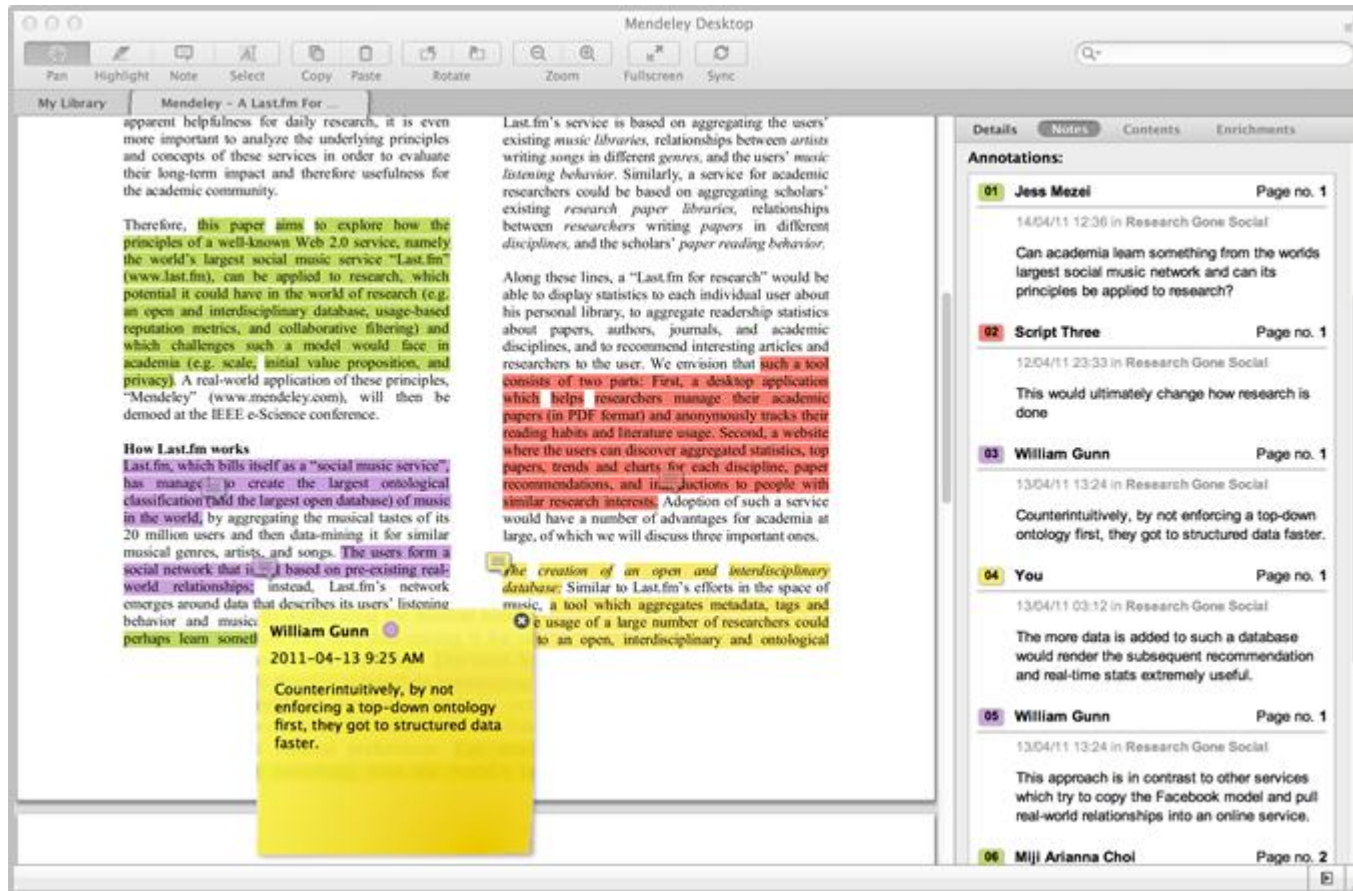 Mendeley Desktop
Pan Highlight Note Select Copy Paste Rotate Zoom Fullscreen Sync
My Library Mendeley – A Last.fm For ...
apparent helpfulness for daily research, it is even
more important to analyze the underlying principles
and concepts of these services in order to evaluate
their long-term impact and therefore usefulness for
the academic community.
Therefore, this paper aims to explore how the
principles of a well-known Web 2.0 service, namely
the world's largest social music service “Last.fm”
(www.last.fm), can be applied to research, which
potential it could have in the world of research (e.g.
an open and interdisciplinary database, usage-based
reputation metrics, and collaborative filtering) and
which challenges such a model would face in
academia (e.g. scale, initial value proposition, and
privacy). A real-world application of these principles,
“Mendeley” (www.mendeley.com), will then be
demoed at the IEEE e-Science conference.
How Last.fm works
Last.fm, which bills itself as a “social music service”,
has manage to create the largest ontological
classification (and the largest open database) of music
in the world, by aggregating the musical tastes of its
20 million users and then data-mining it for similar
musical genres, artists, and songs. The users form a
social network that is based on pre-existing real-
world relationships; instead, Last.fm's network
emerges around data that describes its users' listening
behavior and music
perhaps learn someth
Last.fm's service is based on aggregating the users'
existing music libraries, relationships between artists
writing songs in different genres, and the users' music
listening behavior. Similarly, a service for academic
researchers could be based on aggregating scholars'
existing research paper libraries, relationships
between researchers writing papers in different
disciplines, and the scholars' paper reading behavior.
Along these lines, a “Last.fm for research” would be
able to display statistics to each individual user about
his personal library, to aggregate readership statistics
about papers, authors, journals, and academic
disciplines, and to recommend interesting articles and
researchers to the user. We envision that such a tool
consists of two parts: First, a desktop application
which helps researchers manage their academic
papers (in PDF format) and anonymously tracks their
reading habits and literature usage. Second, a website
where the users can discover aggregated statistics, top
papers, trends and charts for each discipline, paper
recommendations, and introductions to people with
similar research interests. Adoption of such a service
would have a number of advantages for academia at
large, of which we will discuss three important ones.
The creation of an open and interdisciplinary
database: Similar to Last.fm's efforts in the space of
music, a tool which aggregates metadata, tags and
usage of a large number of researchers could
to an open, interdisciplinary and ontological
William Gunn
2011-04-13 9:25 AM
Counterintuitively, by not
enforcing a top-down ontology
first, they got to structured data
faster.
Details Notes Contents Enrichments
Annotations:
01 Jess Mezei Page no. 1
14/04/11 12:36 in Research Gone Social
Can academia learn something from the worlds
largest social music network and can its
principles be applied to research?
02 Script Three Page no. 1
12/04/11 23:33 in Research Gone Social
This would ultimately change how research is
done
03 William Gunn Page no. 1
13/04/11 13:24 in Research Gone Social
Counterintuitively, by not enforcing a top-down
ontology first, they got to structured data faster.
04 You Page no. 1
13/04/11 03:12 in Research Gone Social
The more data is added to such a database
would render the subsequent recommendation
and real-time stats extremely useful.
05 William Gunn Page no. 1
13/04/11 13:24 in Research Gone Social
This approach is in contrast to other services
which try to copy the Facebook model and pull
real-world relationships into an online service.
06 Miji Arianna Choi Page no. 2